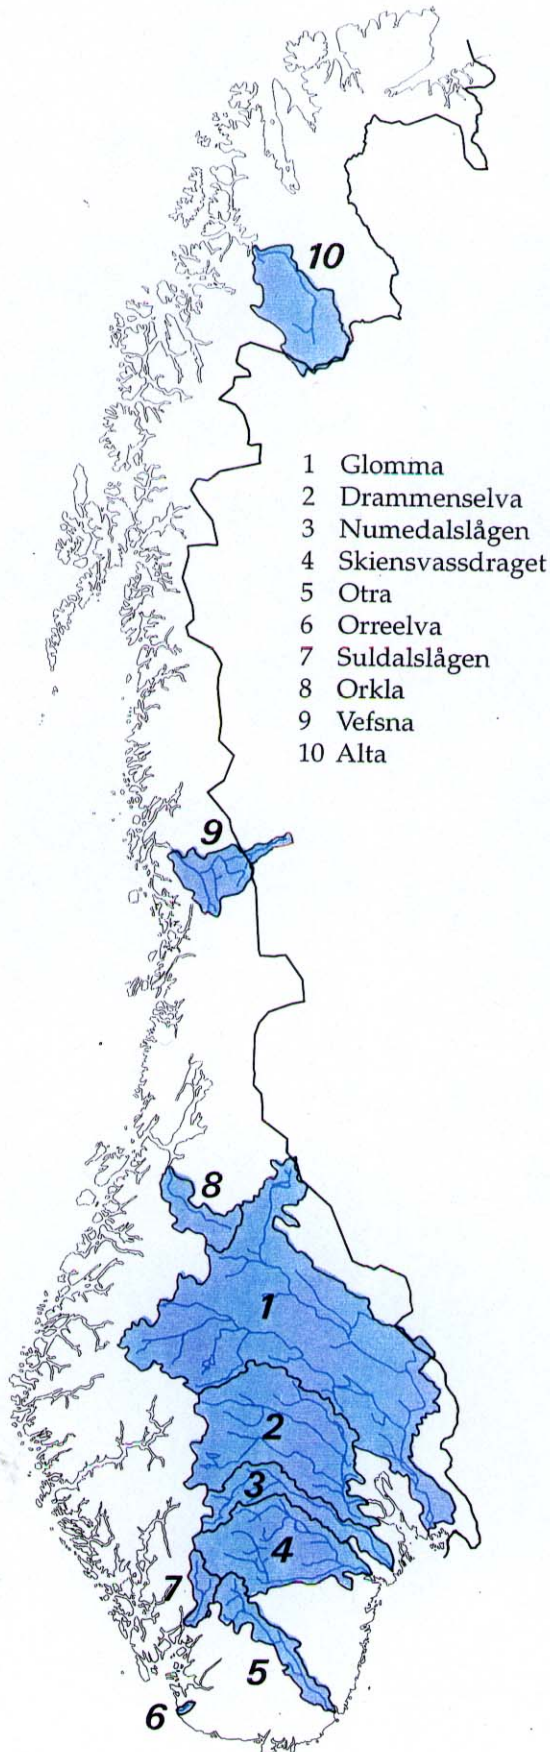 10
1 Glomma
2 Drammenselva
3 Numedalslågen
4 Skiensvassdraget
5 Otra
6 Orreelva
7 Suldalslågen
8 Orkla
9 Vefsna
10 Alta
9
8
1
2
3
4
7
5
6